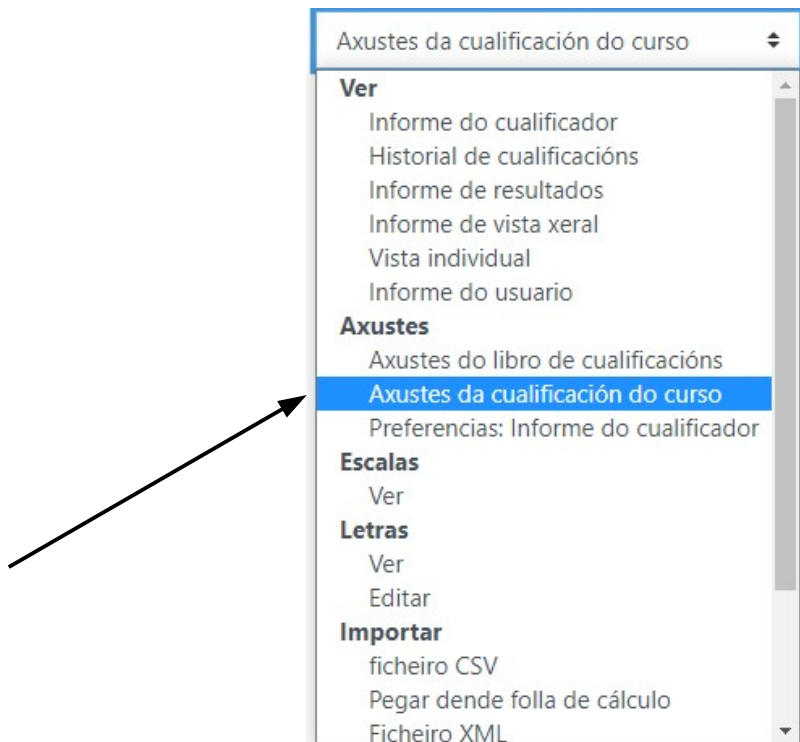 Axustes da cualificación do curso
Ver
Informe do cualificador
Historial de cualificacións
Informe de resultados
Informe de vista xeral
Vista individual
Informe do usuario
Axustes
Axustes do libro de cualificacións
Axustes da cualificación do curso
Preferencias: Informe do cualificador
Escalas
Ver
Letras
Ver
Editar
Importar
ficheiro CSV
Pegar dende folla de cálculo
Ficheiro XML